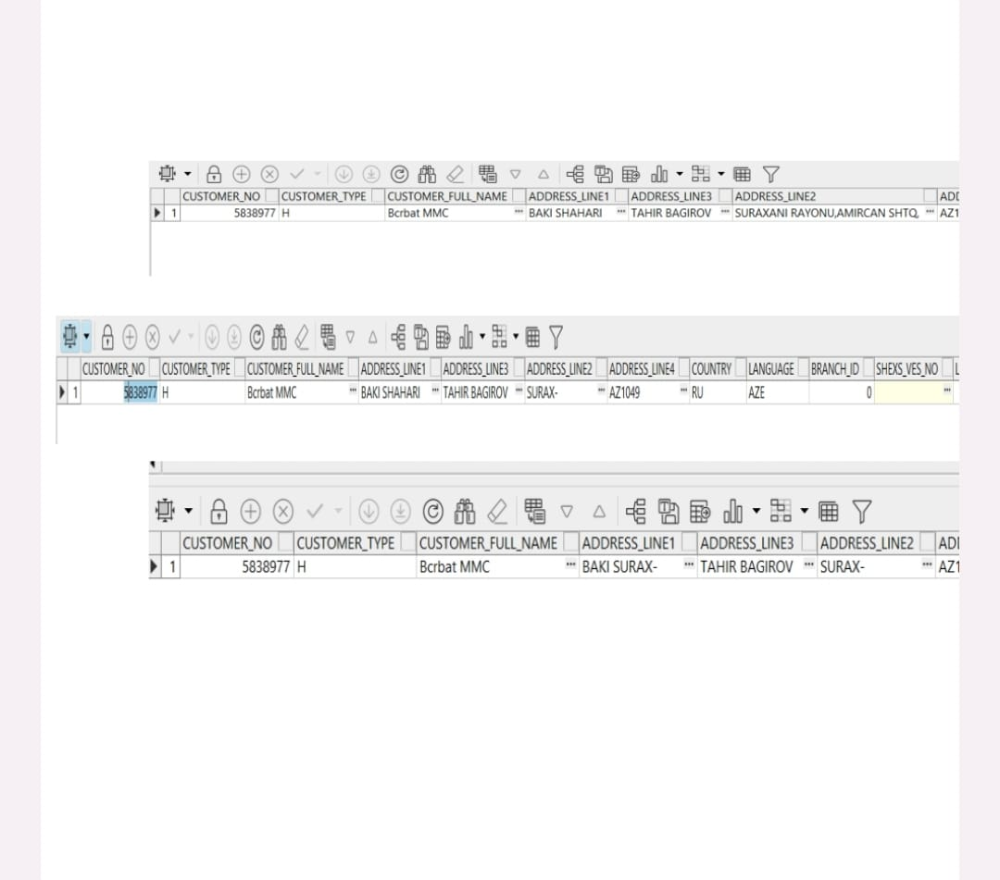 CUSTOMER_NO CUSTOMER_TYPE CUSTOMER_FULL_NAME ADDRESS_LINE1 ADDRESS_LINE3 ADDRESS_LINE2 ADD
1 5838977 H Bcrbat MMC ... BAKI SHAHARI ... TAHIR BAGIROV ... SURAXANI RAYONU,AMIRCAN SHTQ, ... AZ1
CUSTOMER_NO CUSTOMER_TYPE CUSTOMER_FULL_NAME ADDRESS_LINE1 ADDRESS_LINE3 ADDRESS_LINE2 ADDRESS_LINE4 COUNTRY LANGUAGE BRANCH_ID SHEXS_VES_NO L
1 5838977 H Bcrbat MMC ... BAKI SHAHARI ... TAHIR BAGIROV ... SURAX- ... AZ1049 ... RU AZE 0 ...
CUSTOMER_NO CUSTOMER_TYPE CUSTOMER_FULL_NAME ADDRESS_LINE1 ADDRESS_LINE3 ADDRESS_LINE2 ADD
1 5838977 H Bcrbat MMC ... BAKI SURAX- ... TAHIR BAGIROV ... SURAX- ... AZ1